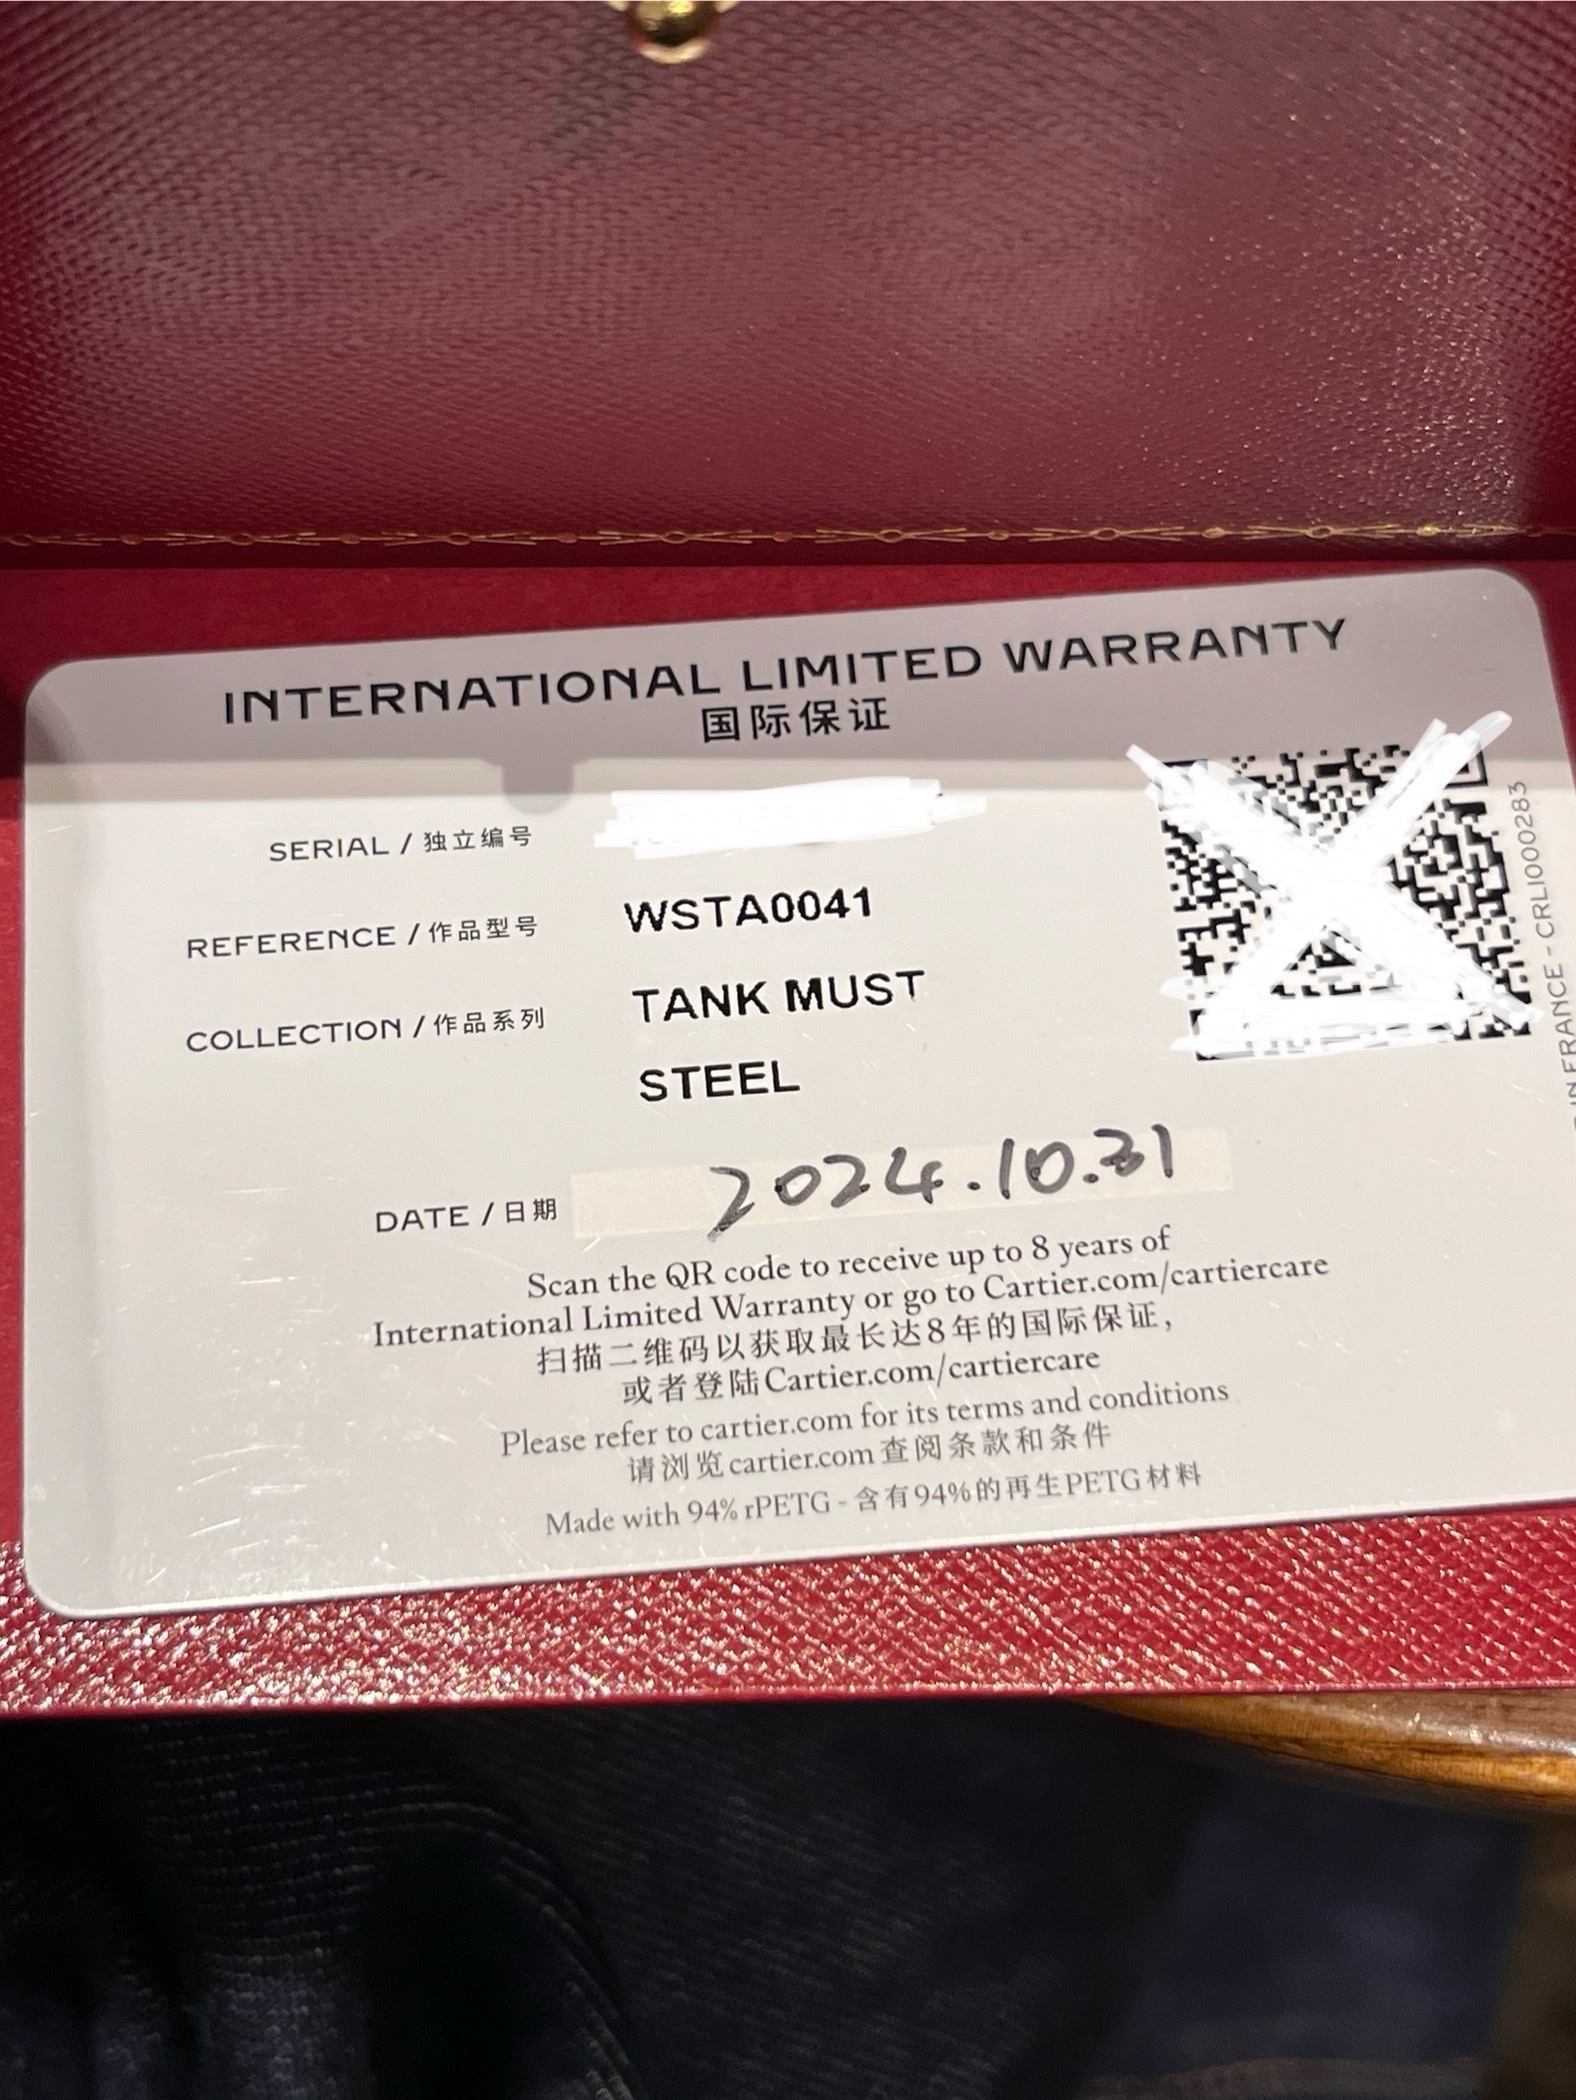 INTERNATIONAL LIMITED WARRANTY
国际保证
SERIAL / 独立编号
REFERENCE / 作品型号 WSTA0041
COLLECTION / 作品系列 TANK MUST
STEEL
DATE / 日期 2024.10.31
Scan the QR code to receive up to 8 years of
International Limited Warranty or go to Cartier.com/cartiercare
扫描二维码以获取最长达8年的国际保证，
或者登陆Cartier.com/cartiercare
Please refer to cartier.com for its terms and conditions
请浏览cartier.com查阅条款和条件
Made with 94% rPETG - 含有94%的再生PETG材料
IN FRANCE - CRLI000283